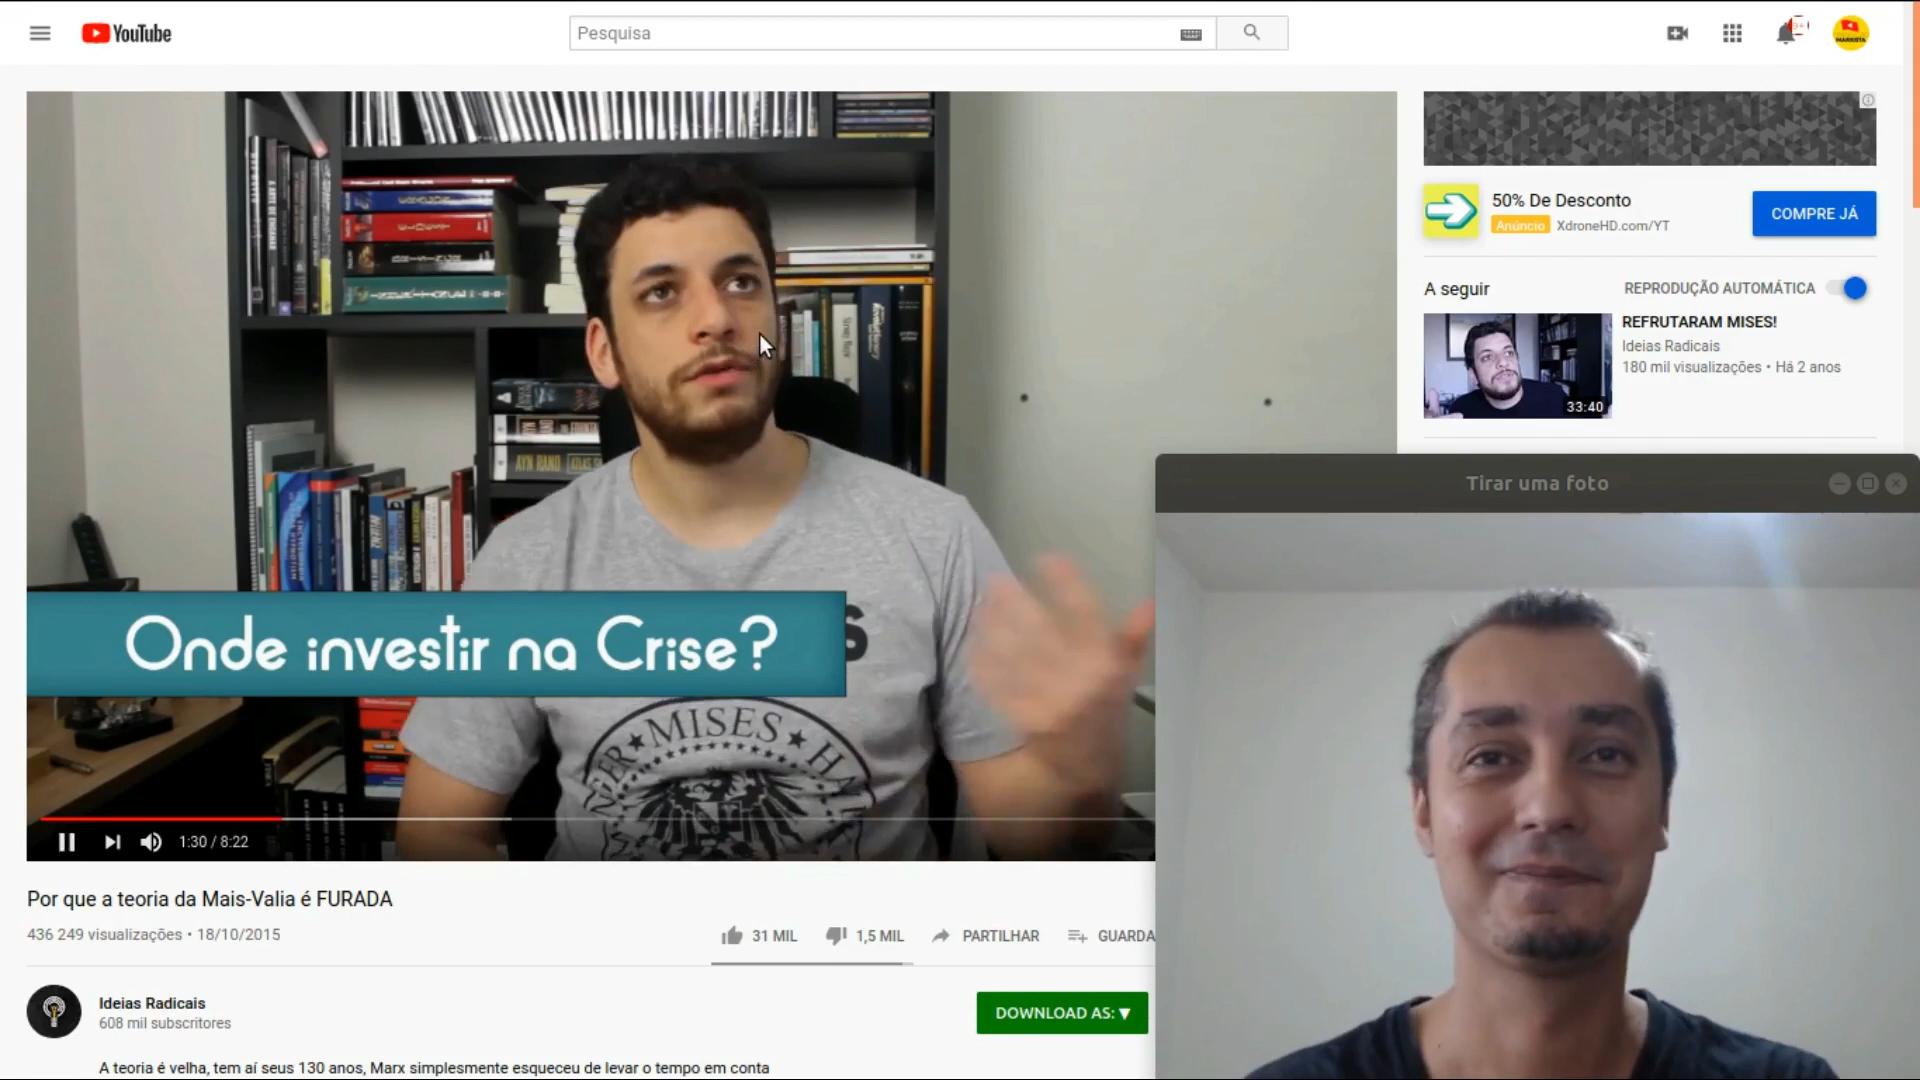 YouTube
Pesquisa
9+
MARXISTA
AYN RAND
Onde investir na Crise?
MISES
1:30 / 8:22
Por que a teoria da Mais-Valia é FURADA
436 249 visualizações • 18/10/2015
31 MIL
1,5 MIL
PARTILHAR
GUARDA
Ideias Radicais
608 mil subscritores
DOWNLOAD AS: ▼
A teoria é velha, tem aí seus 130 anos, Marx simplesmente esqueceu de levar o tempo em conta
50% De Desconto
Anúncio XdroneHD.com/YT
COMPRE JÁ
A seguir
REPRODUÇÃO AUTOMÁTICA
33:40
REFRUTARAM MISES!
Ideias Radicais
180 mil visualizações • Há 2 anos
Tirar uma foto